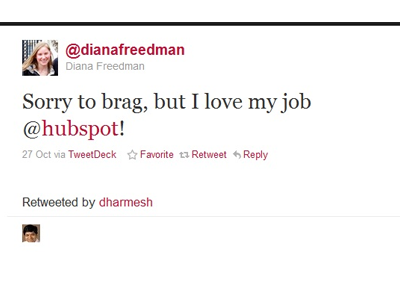 @dianafreedman
Diana Freedman
Sorry to brag, but I love my job
@hubspot!
27 Oct via TweetDeck Favorite Retweet Reply
Retweeted by dharmesh